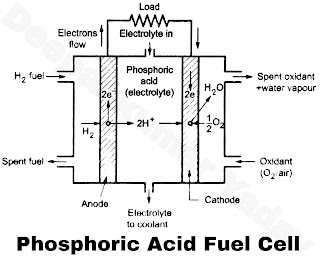 Load
Electrons
flow
Electrolyte in
H2 fuel
Phosphoric
acid
(electrolyte)
Spent oxidant
+water vapour
2e-
2e-
H2O
H2
2H+
1/2 O2
Spent fuel
Oxidant
(O2/air)
Anode
Cathode
Electrolyte
to coolant
Phosphoric Acid Fuel Cell